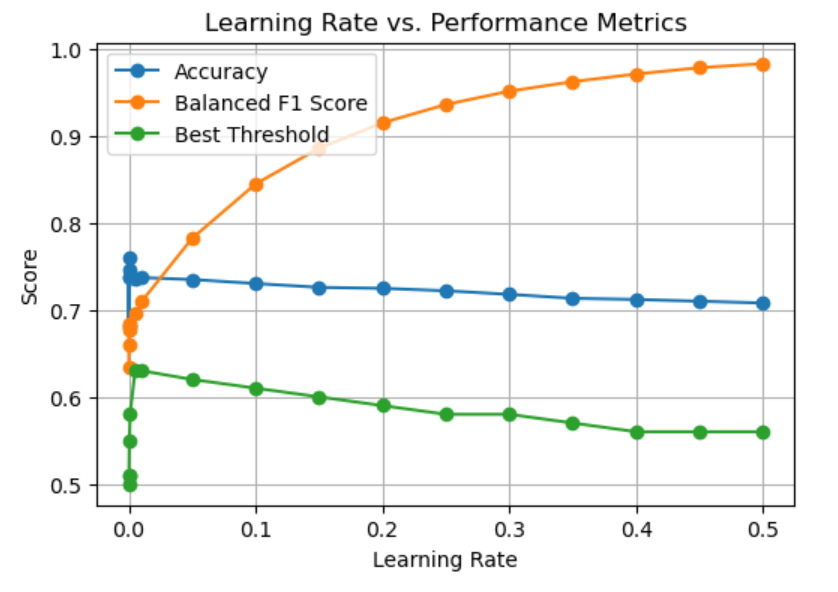 Learning Rate vs. Performance Metrics
1.0
Accuracy
Balanced F1 Score
0.9
Best Threshold
0.8
Score
0.7
0.6
0.5
0.0 0.1 0.2 0.3 0.4 0.5
Learning Rate